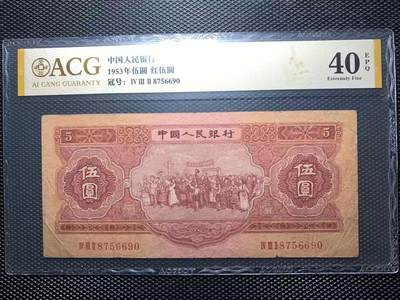 ACG
AI CANG GUARANTY
中国人民银行
1953年伍圆 红伍圆
冠号: IV III II 8756690
40 EPQ
Extremely Fine
5
中國人民銀行
5
伍圓
伍圓
IV III II 8756690
IV III II 8756690